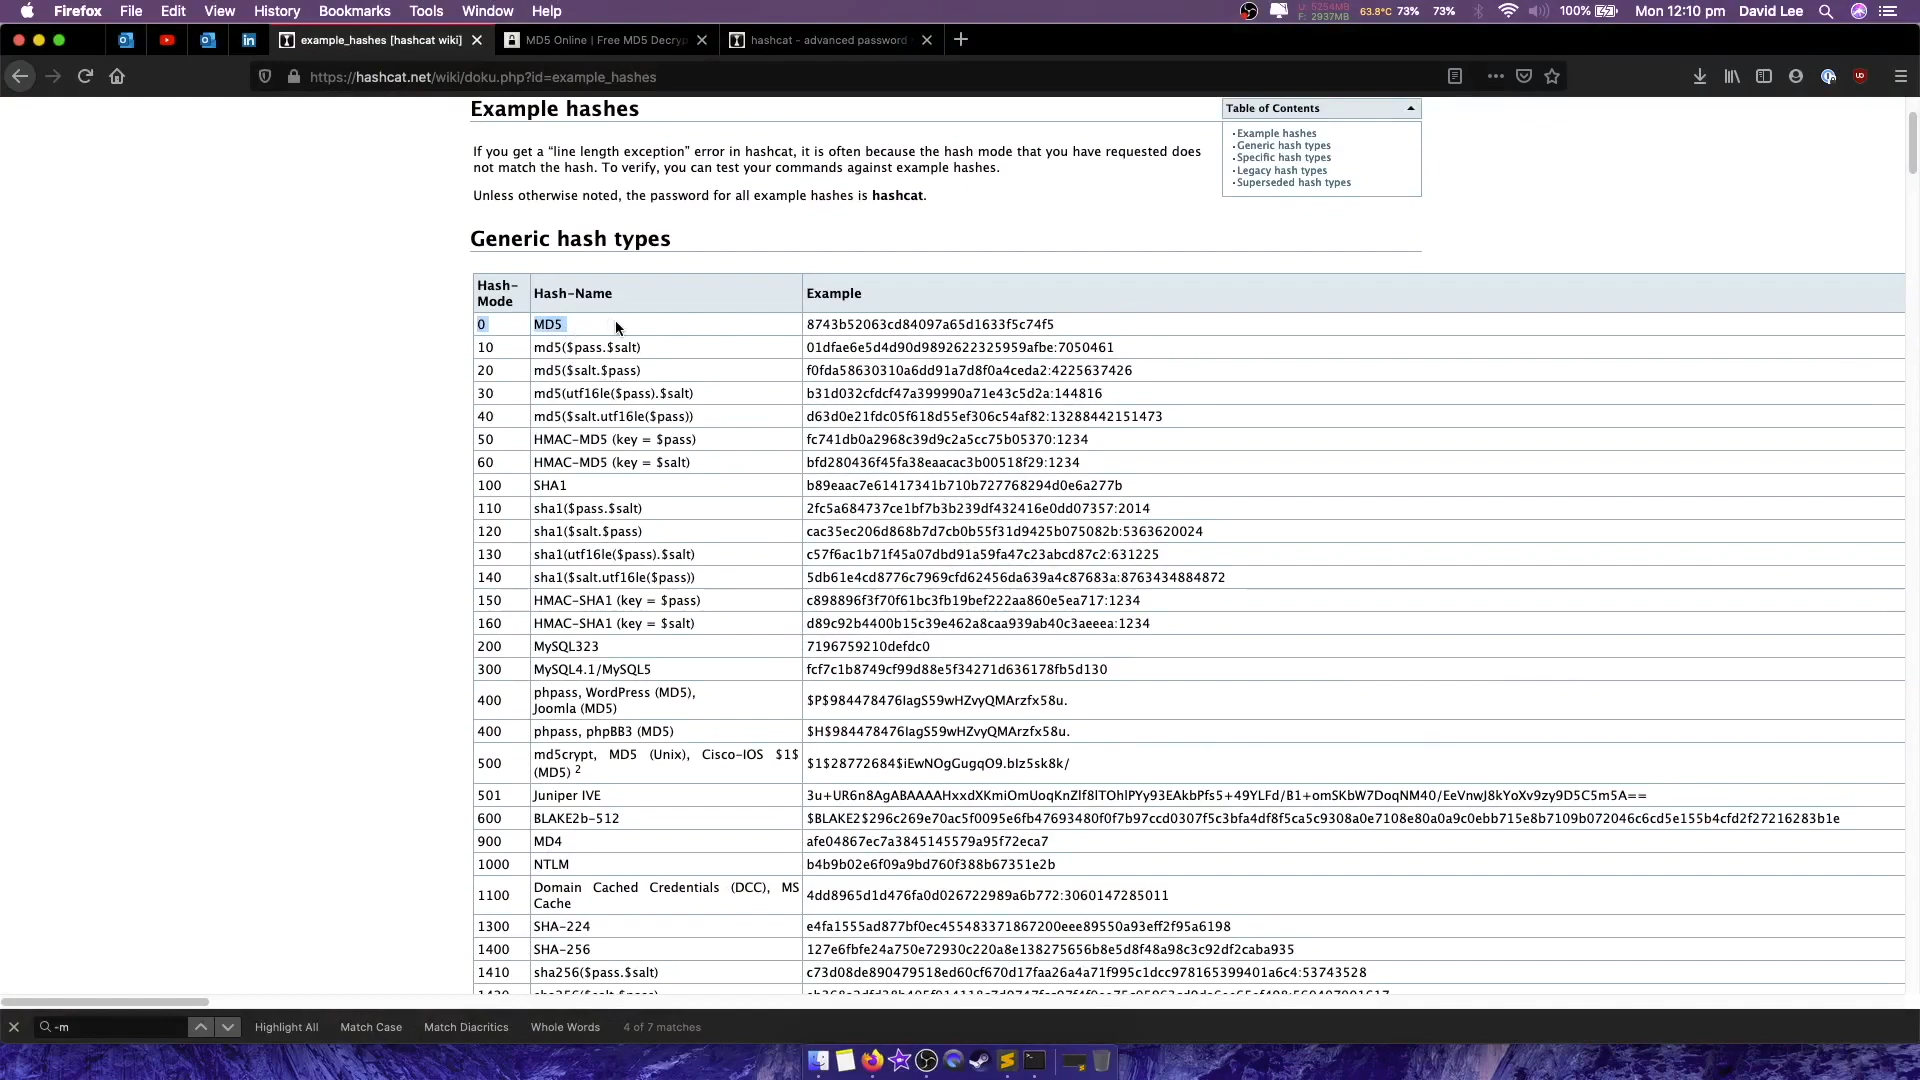 Firefox File Edit View History Bookmarks Tools Window Help
U: 5254MB
F: 2937MB
63.8°C 73% 73% 100% Mon 12:10 pm David Lee
example_hashes [hashcat wiki] MD5 Online | Free MD5 Decryp hashcat - advanced password
https://hashcat.net/wiki/doku.php?id=example_hashes
Example hashes
If you get a “line length exception” error in hashcat, it is often because the hash mode that you have requested does
not match the hash. To verify, you can test your commands against example hashes.
Unless otherwise noted, the password for all example hashes is hashcat.
Table of Contents
Example hashes
Generic hash types
Specific hash types
Legacy hash types
Superseded hash types
Generic hash types
Hash-
Mode
Hash-Name Example
0 MD5 8743b52063cd84097a65d1633f5c74f5
10 md5($pass.$salt) 01dfae6e5d4d90d9892622325959afbe:7050461
20 md5($salt.$pass) f0fda58630310a6dd91a7d8f0a4ceda2:4225637426
30 md5(utf16le($pass).$salt) b31d032cfdcf47a399990a71e43c5d2a:144816
40 md5($salt.utf16le($pass)) d63d0e21fdc05f618d55ef306c54af82:13288442151473
50 HMAC-MD5 (key = $pass) fc741db0a2968c39d9c2a5cc75b05370:1234
60 HMAC-MD5 (key = $salt) bfd280436f45fa38eaacac3b00518f29:1234
100 SHA1 b89eaac7e61417341b710b727768294d0e6a277b
110 sha1($pass.$salt) 2fc5a684737ce1bf7b3b239df432416e0dd07357:2014
120 sha1($salt.$pass) cac35ec206d868b7d7cb0b55f31d9425b075082b:5363620024
130 sha1(utf16le($pass).$salt) c57f6ac1b71f45a07dbd91a59fa47c23abcd87c2:631225
140 sha1($salt.utf16le($pass)) 5db61e4cd8776c7969cfd62456da639a4c87683a:8763434884872
150 HMAC-SHA1 (key = $pass) c898896f3f70f61bc3fb19bef222aa860e5ea717:1234
160 HMAC-SHA1 (key = $salt) d89c92b4400b15c39e462a8caa939ab40c3aeeea:1234
200 MySQL323 7196759210defdc0
300 MySQL4.1/MySQL5 fcf7c1b8749cf99d88e5f34271d636178fb5d130
400 phpass, WordPress (MD5),
Joomla (MD5) $P$984478476IagS59wHZvyQMArzfx58u.
400 phpass, phpBB3 (MD5) $H$984478476IagS59wHZvyQMArzfx58u.
500 md5crypt, MD5 (Unix), Cisco-IOS $1$
(MD5) 2 $1$28772684$iEwNOgGugqO9.bIz5sk8k/
501 Juniper IVE 3u+UR6n8AgABAAAAHxxdXKmiOmUoqKnZlf8lTOhlPYy93EAkbPfs5+49YLFd/B1+omSKbW7DoqNM40/EeVnwJ8kYoXv9zy9D5C5m5A==
600 BLAKE2b-512 $BLAKE2$296c269e70ac5f0095e6fb47693480f0f7b97ccd0307f5c3bfa4df8f5ca5c9308a0e7108e80a0a9c0ebb715e8b7109b072046c6cd5e155b4cfd2f27216283b1e
900 MD4 afe04867ec7a3845145579a95f72eca7
1000 NTLM b4b9b02e6f09a9bd760f388b67351e2b
1100 Domain Cached Credentials (DCC), MS
Cache 4dd8965d1d476fa0d026722989a6b772:3060147285011
1300 SHA-224 e4fa1555ad877bf0ec455483371867200eee89550a93eff2f95a6198
1400 SHA-256 127e6fbfe24a750e72930c220a8e138275656b8e5d8f48a98c3c92df2caba935
1410 sha256($pass.$salt) c73d08de890479518ed60cf670d17faa26a4a71f995c1dcc978165399401a6c4:53743528
-m Highlight All Match Case Match Diacritics Whole Words 4 of 7 matches